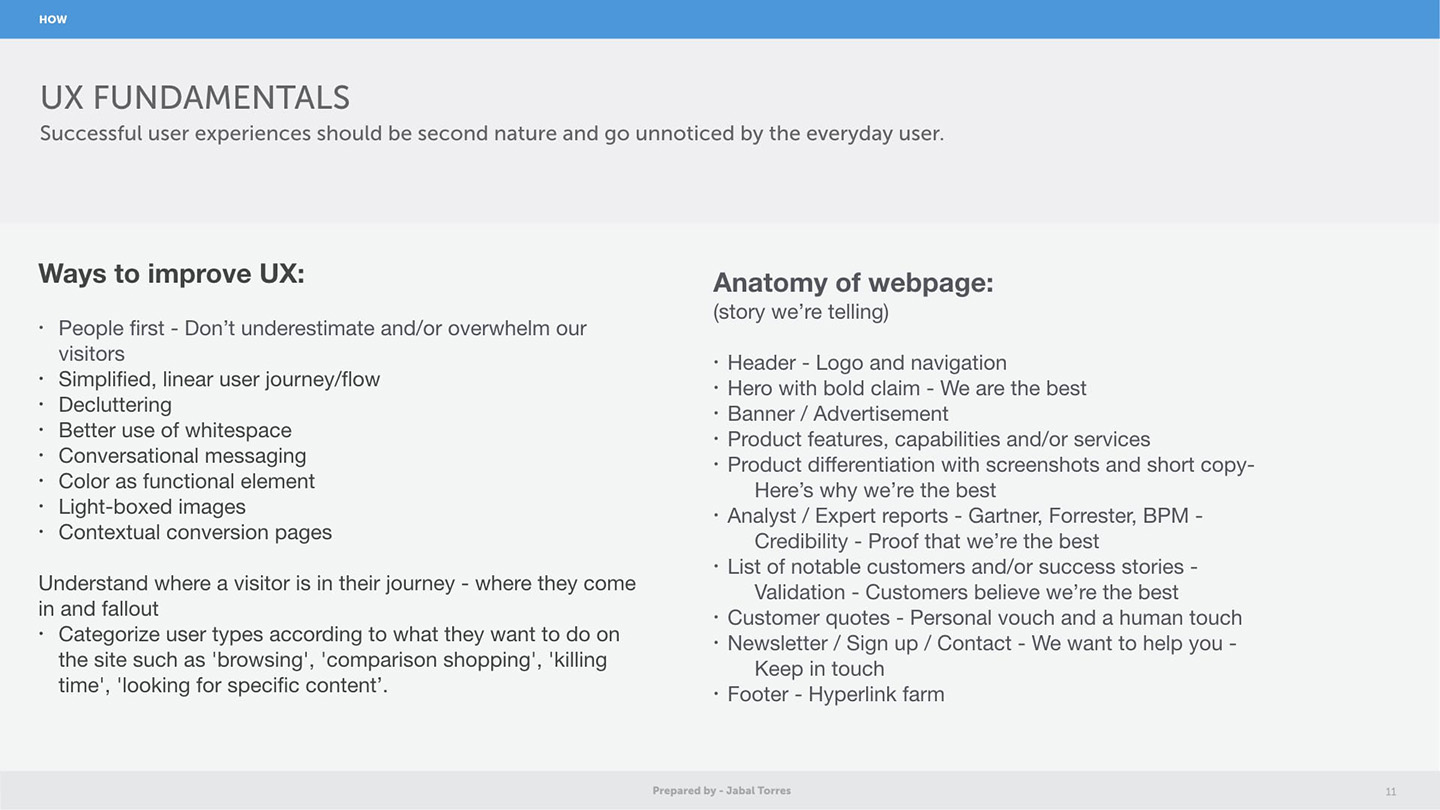 HOW
UX FUNDAMENTALS
Successful user experiences should be second nature and go unnoticed by the everyday user.
Ways to improve UX:
• People first - Don’t underestimate and/or overwhelm our
visitors
• Simplified, linear user journey/flow
• Decluttering
• Better use of whitespace
• Conversational messaging
• Color as functional element
• Light-boxed images
• Contextual conversion pages
Understand where a visitor is in their journey - where they come
in and fallout
• Categorize user types according to what they want to do on
the site such as 'browsing', 'comparison shopping', 'killing
time', 'looking for specific content’.
Anatomy of webpage:
(story we’re telling)
• Header - Logo and navigation
• Hero with bold claim - We are the best
• Banner / Advertisement
• Product features, capabilities and/or services
• Product differentiation with screenshots and short copy-
Here’s why we’re the best
• Analyst / Expert reports - Gartner, Forrester, BPM -
Credibility - Proof that we’re the best
• List of notable customers and/or success stories -
Validation - Customers believe we’re the best
• Customer quotes - Personal vouch and a human touch
• Newsletter / Sign up / Contact - We want to help you -
Keep in touch
• Footer - Hyperlink farm
Prepared by - Jabal Torres
11